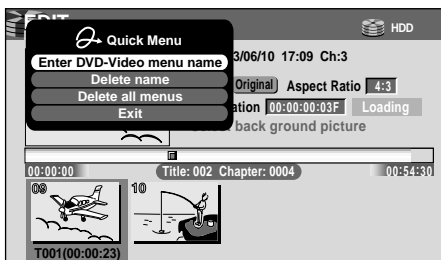 EDIT
HDD
Quick Menu
Enter DVD-Video menu name
Delete name
Delete all menus
Exit
3/06/10 17:09 Ch:3
Original Aspect Ratio 4:3
ation 00:00:00:03F Loading
back ground picture
00:00:00 Title: 002 Chapter: 0004 00:54:30
09 10
T001(00:00:23)